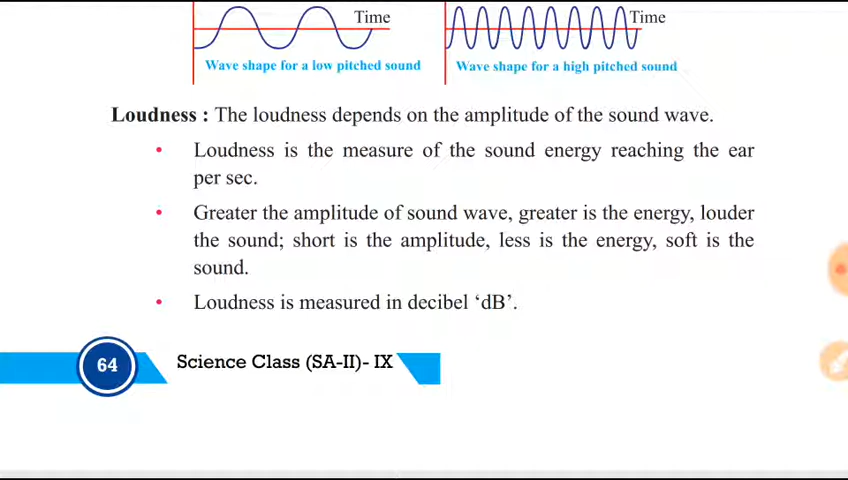 Time
Time
Wave shape for a low pitched sound
Wave shape for a high pitched sound
Loudness : The loudness depends on the amplitude of the sound wave.
• Loudness is the measure of the sound energy reaching the ear
per sec.
• Greater the amplitude of sound wave, greater is the energy, louder
the sound; short is the amplitude, less is the energy, soft is the
sound.
• Loudness is measured in decibel ‘dB’.
64
Science Class (SA-II)- IX